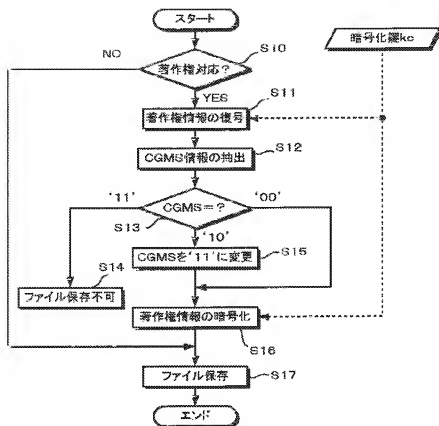 スタート
NO
著作権対応?
S10
暗号化鍵kc
YES
S11
著作権情報の復号
S12
CGMS情報の抽出
'11'
CGMS=?
'00'
S13
'10'
S14
CGMSを'11'に変更
S15
ファイル保存不可
著作権情報の暗号化
S16
ファイル保存
S17
エンド